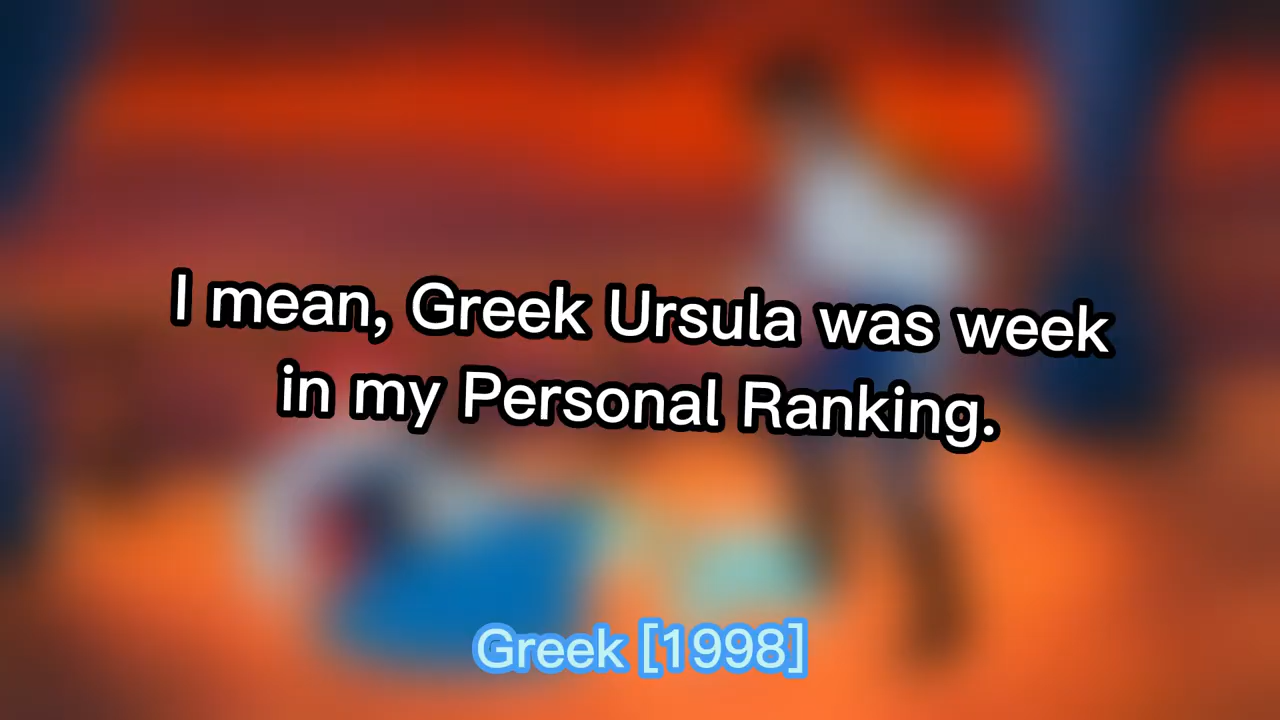 I mean, Greek Ursula was week
in my Personal Ranking.
Greek [1998]